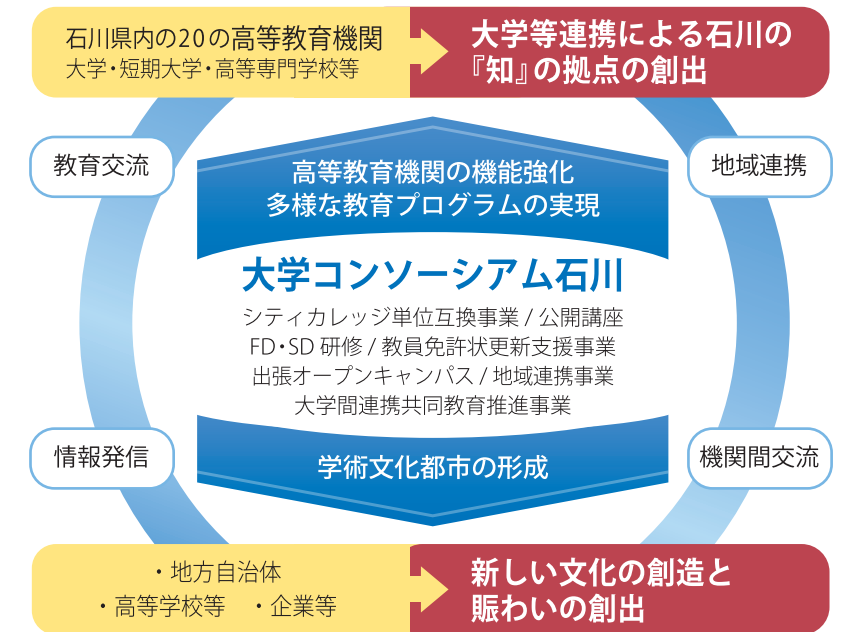 石川県内の20の高等教育機関
大学・短期大学・高等専門学校等
大学等連携による石川の
『知』の拠点の創出
教育交流
地域連携
高等教育機関の機能強化
多様な教育プログラムの実現
大学コンソーシアム石川
シティカレッジ単位互換事業 / 公開講座
FD・SD 研修 / 教員免許状更新支援事業
出張オープンキャンパス / 地域連携事業
大学間連携共同教育推進事業
情報発信
機関間交流
学術文化都市の形成
・地方自治体
・高等学校等　・企業等
新しい文化の創造と
賑わいの創出